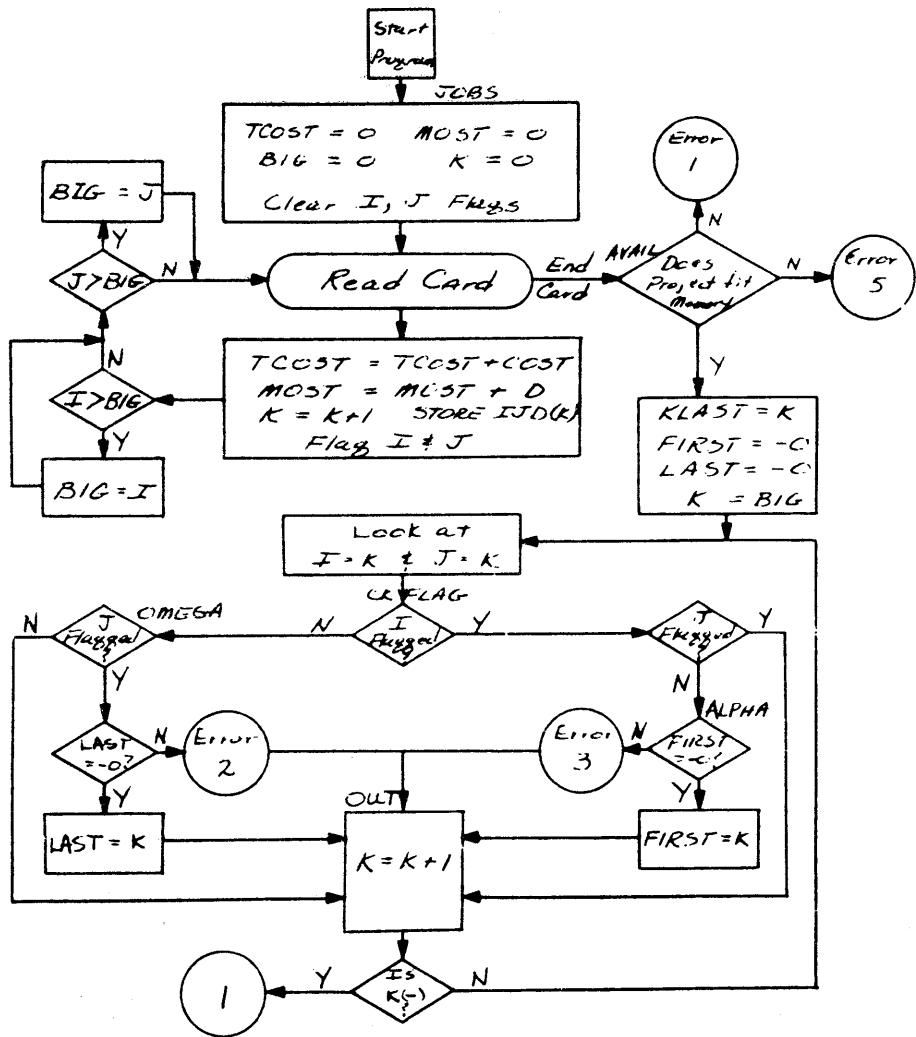 Start
Program
JOBS
TCOST = 0 MOST = 0
BIG = 0 K = 0
Clear I, J Flags
Error
1
BIG = J
Y
N
J > BIG
N
Read Card
End
Card
AVAIL
Does
Project fit
Memory
N
Error
5
N
I > BIG
Y
BIG = I
TCOST = TCOST + COST
MOST = MOST + D
K = K+1 STORE IJD(K)
Flag I & J
Y
KLAST = K
FIRST = -0
LAST = -0
K = BIG
Look at
I = K & J = K
CK FLAG
N
J
Flagged
?
OMEGA
N
I
Flagged
?
Y
J
Flagged
?
Y
Y
N
ALPHA
LAST
= -0?
N
Error
2
Error
3
N
FIRST
= -0?
Y
OUT
Y
LAST = K
K = K + 1
FIRST = K
1
Y
Is
K(-)
?
N